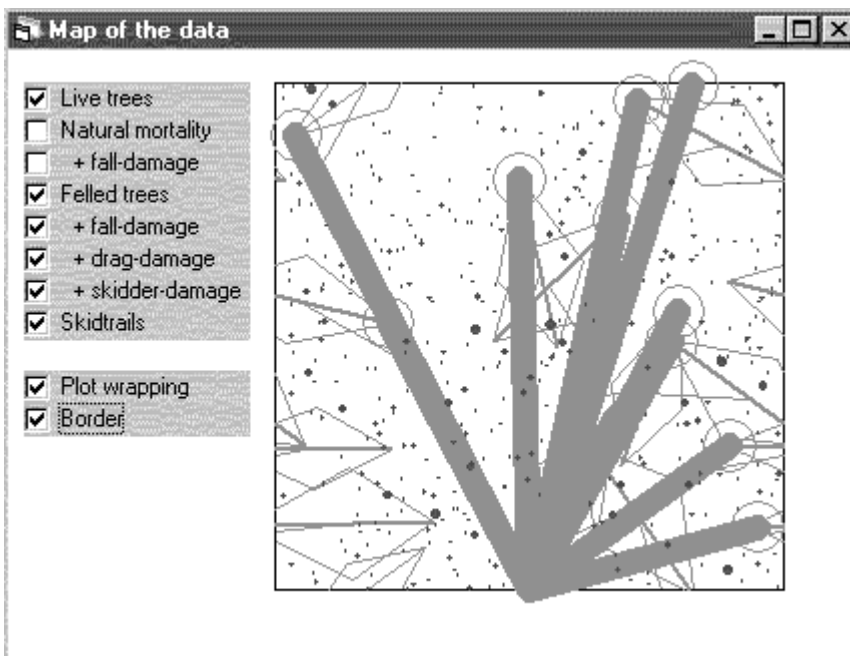 Map of the data
Live trees
Natural mortality
+ fall-damage
Felled trees
+ fall-damage
+ drag-damage
+ skidder-damage
Skidtrails
Plot wrapping
Border